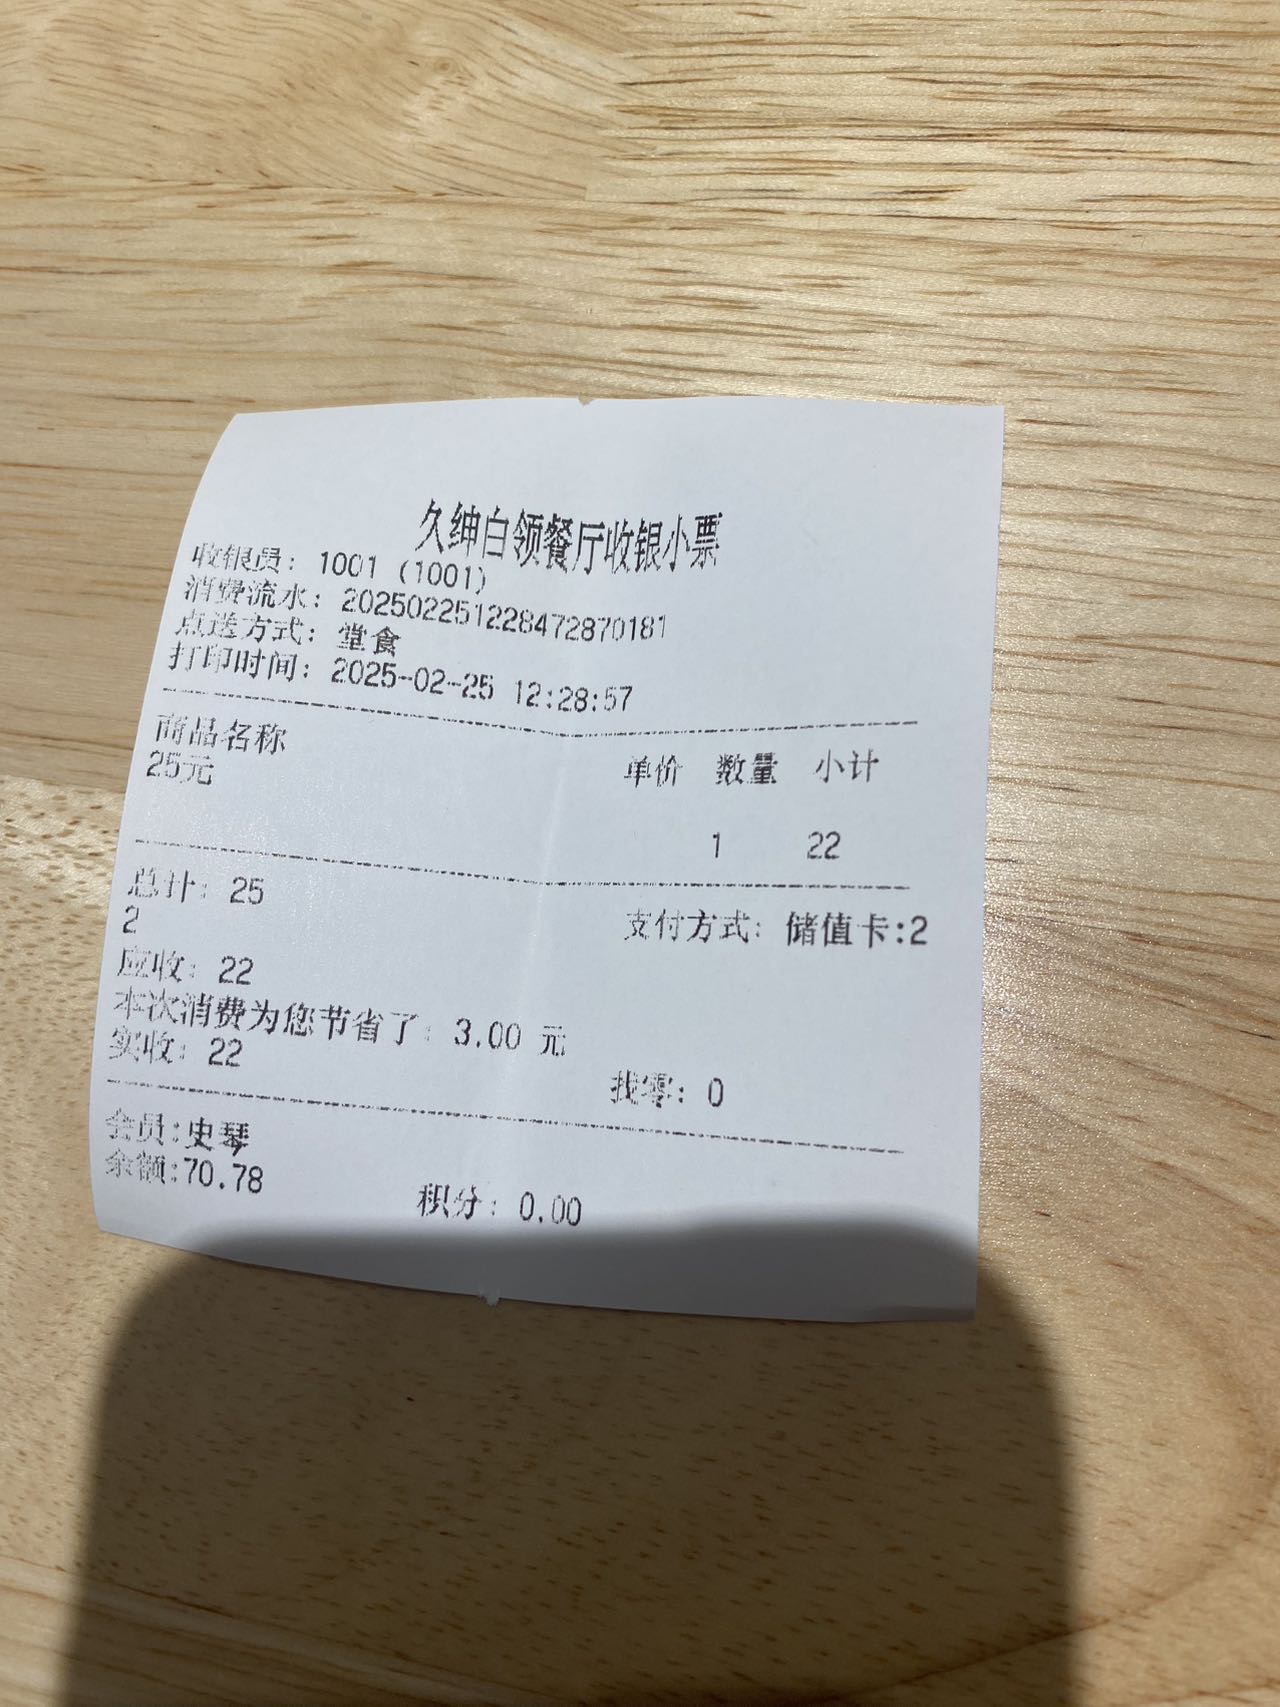 久绅白领餐厅收银小票
收银员: 1001 (1001)
消费流水: 202502251228472870181
点送方式: 堂食
打印时间: 2025-02-25 12:28:57
商品名称 单价 数量 小计
25元
1 22
总计: 25 支付方式: 储值卡:2
2
应收: 22
本次消费为您节省了: 3.00 元
实收: 22 找零: 0
会员:史琴
余额:70.78 积分: 0.00